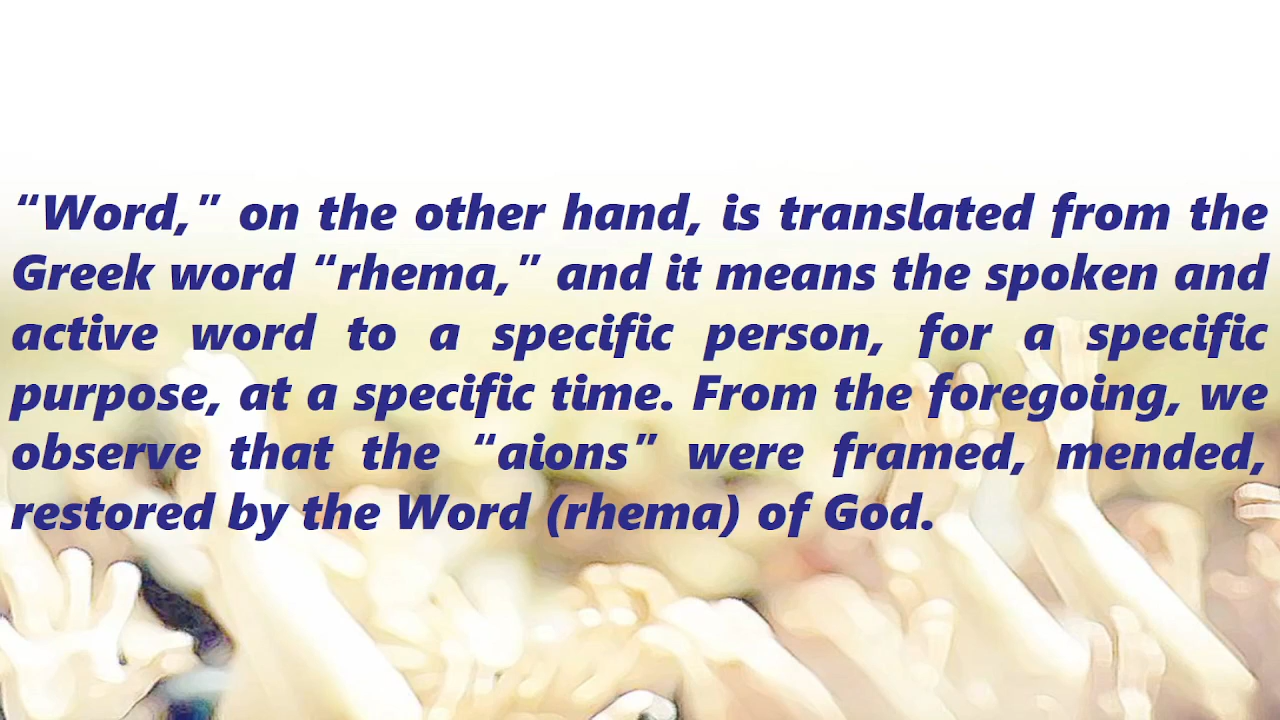 “Word,” on the other hand, is translated from the
Greek word “rhema,” and it means the spoken and
active word to a specific person, for a specific
purpose, at a specific time. From the foregoing, we
observe that the “aions” were framed, mended,
restored by the Word (rhema) of God.